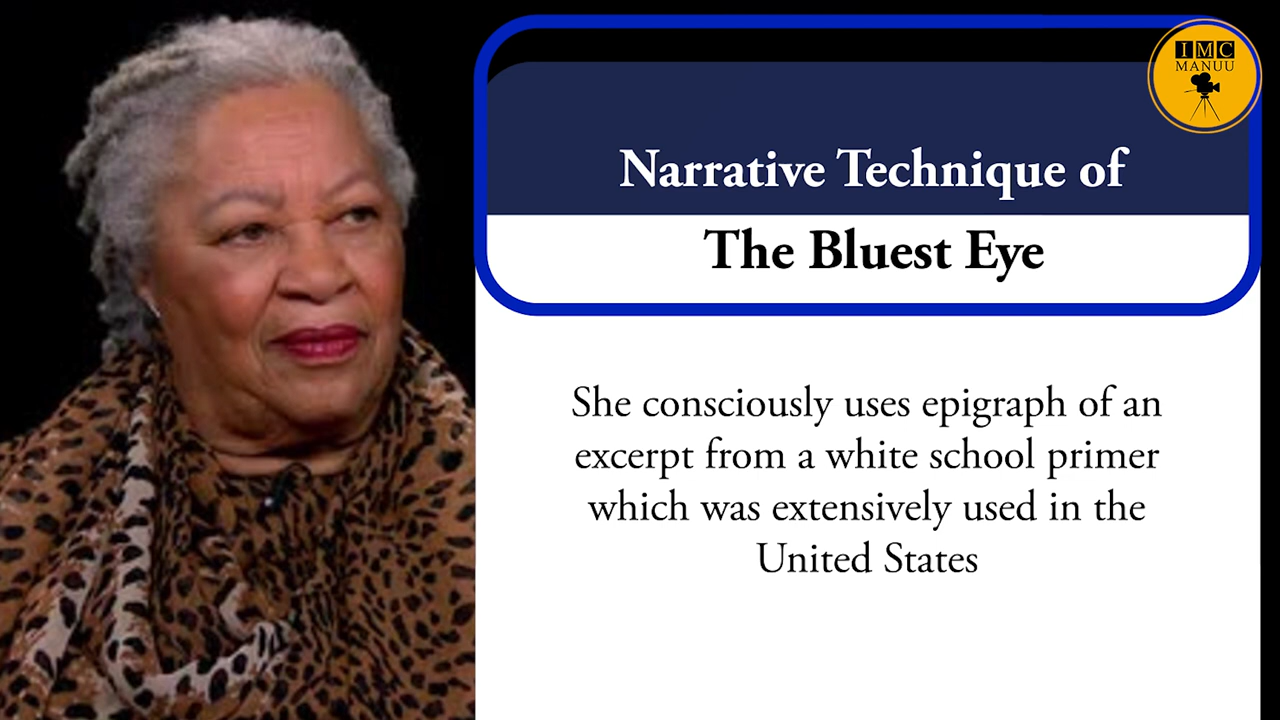 IMC
MANUU
Narrative Technique of
The Bluest Eye
She consciously uses epigraph of an
excerpt from a white school primer
which was extensively used in the
United States